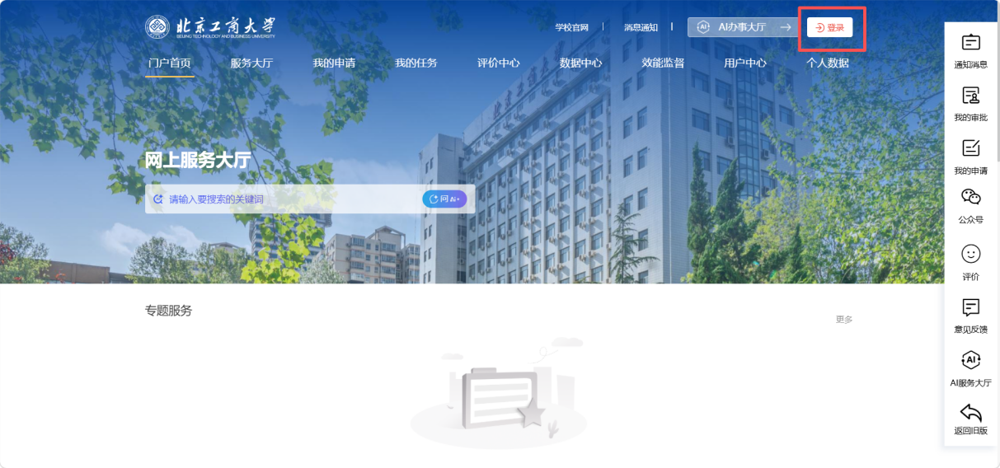 北京工商大学
BEIJING TECHNOLOGY AND BUSINESS UNIVERSITY
学校官网 消息通知 AI AI办事大厅 登录
门户首页 服务大厅 我的申请 我的任务 评价中心 数据中心 效能监督 用户中心 个人数据
网上服务大厅
请输入要搜索的关键词 问 Ai+
专题服务
更多
通知消息
我的审批
我的申请
公众号
评价
意见反馈
AI
AI服务大厅
返回旧版